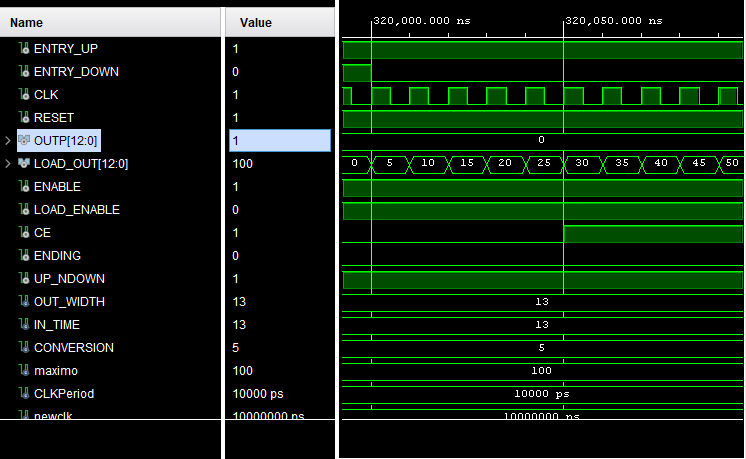 Name Value
320,000.000 ns 320,050.000 ns
ENTRY_UP 1
ENTRY_DOWN 0
CLK 1
RESET 1
OUTP[12:0] 1 0
LOAD_OUT[12:0] 100 0 5 10 15 20 25 30 35 40 45 50
ENABLE 1
LOAD_ENABLE 0
CE 1
ENDING 0
UP_NDOWN 1
OUT_WIDTH 13 13
IN_TIME 13 13
CONVERSION 5 5
maximo 100 100
CLKPeriod 10000 ps 10000 ps
newclk 10000000 ps 10000000 ps